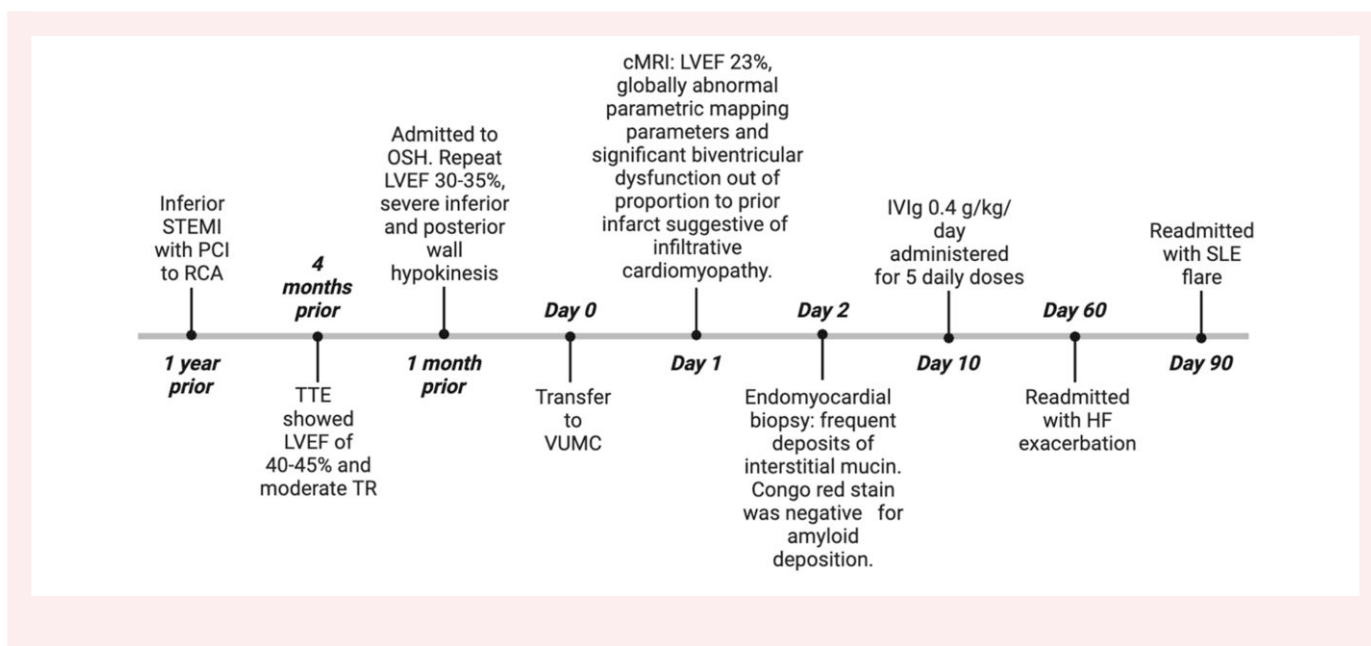 Inferior
STEMI
with PCI
to RCA
1 year
prior
4
months
prior
TTE
showed
LVEF of
40-45% and
moderate TR
Admitted to
OSH. Repeat
LVEF 30-35%,
severe inferior
and posterior
wall
hypokinesis
1 month
prior
Day 0
Transfer
to
VUMC
cMRI: LVEF 23%,
globally abnormal
parametric mapping
parameters and
significant biventricular
dysfunction out of
proportion to prior
infarct suggestive of
infiltrative
cardiomyopathy.
Day 1
Day 2
Endomyocardial
biopsy: frequent
deposits of
interstitial mucin.
Congo red stain
was negative for
amyloid
deposition.
IVIg 0.4 g/kg/
day
administered
for 5 daily doses
Day 10
Day 60
Readmitted
with HF
exacerbation
Readmitted
with SLE
flare
Day 90